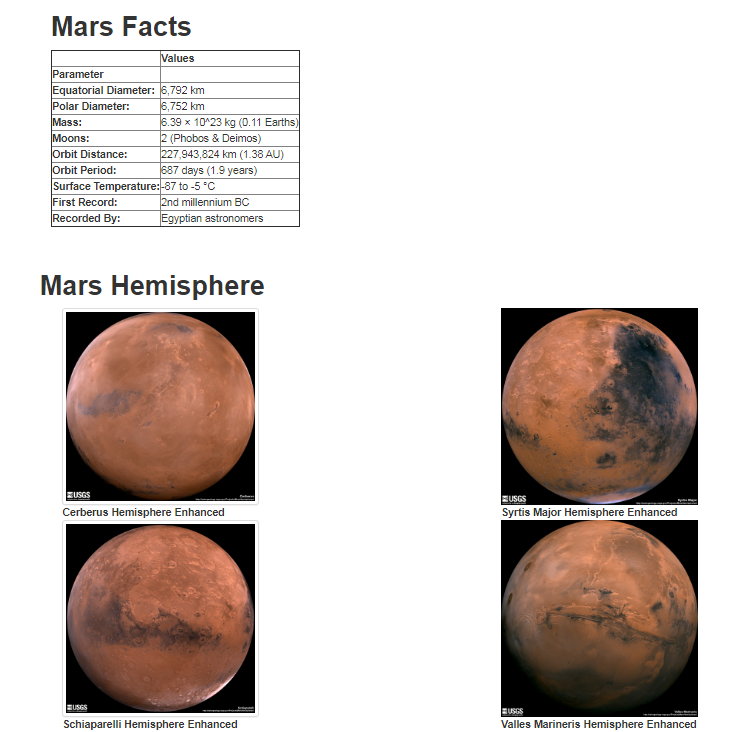 Mars Facts
Values
Parameter
Equatorial Diameter: 6,792 km
Polar Diameter: 6,752 km
Mass: 6.39 × 10^23 kg (0.11 Earths)
Moons: 2 (Phobos & Deimos)
Orbit Distance: 227,943,824 km (1.38 AU)
Orbit Period: 687 days (1.9 years)
Surface Temperature: -87 to -5 °C
First Record: 2nd millennium BC
Recorded By: Egyptian astronomers
Mars Hemisphere
USGS
Cerberus
USGS
Syrtis Major
Cerberus Hemisphere Enhanced
Syrtis Major Hemisphere Enhanced
USGS
Schiaparelli
USGS
Valles Marineris
Schiaparelli Hemisphere Enhanced
Valles Marineris Hemisphere Enhanced